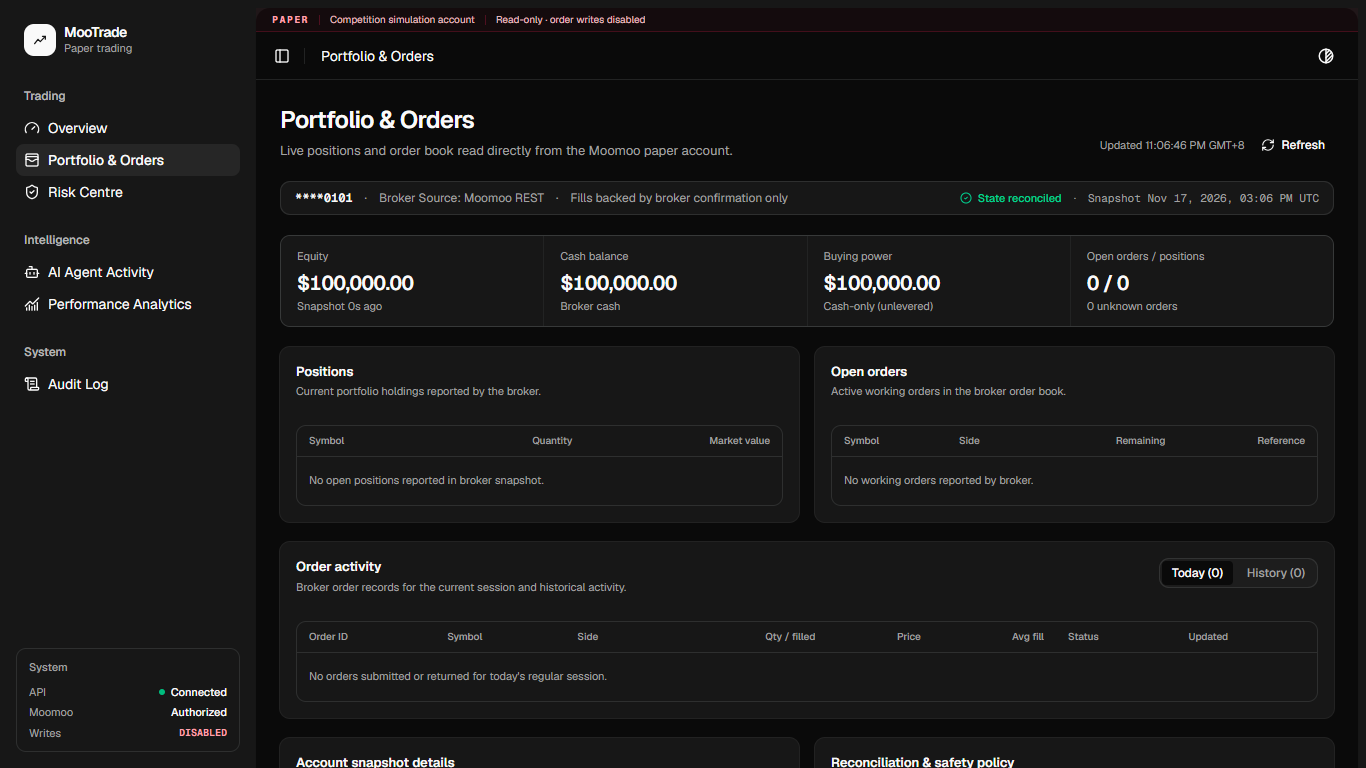 MooTrade
Paper trading
Trading
Overview
Portfolio & Orders
Risk Centre
Intelligence
AI Agent Activity
Performance Analytics
System
Audit Log
System
API Connected
Moomoo Authorized
Writes DISABLED
PAPER Competition simulation account Read-only · order writes disabled
Portfolio & Orders
Portfolio & Orders
Live positions and order book read directly from the Moomoo paper account.
Updated 11:06:46 PM GMT+8 Refresh
****0101 · Broker Source: Moomoo REST · Fills backed by broker confirmation only State reconciled · Snapshot Nov 17, 2026, 03:06 PM UTC
Equity Cash balance Buying power Open orders / positions
$100,000.00 $100,000.00 $100,000.00 0 / 0
Snapshot 0s ago Broker cash Cash-only (unlevered) 0 unknown orders
Positions
Current portfolio holdings reported by the broker.
Symbol Quantity Market value
No open positions reported in broker snapshot.
Open orders
Active working orders in the broker order book.
Symbol Side Remaining Reference
No working orders reported by broker.
Order activity
Broker order records for the current session and historical activity.
Today (0) History (0)
Order ID Symbol Side Qty / filled Price Avg fill Status Updated
No orders submitted or returned for today's regular session.
Account snapshot details
Reconciliation & safety policy